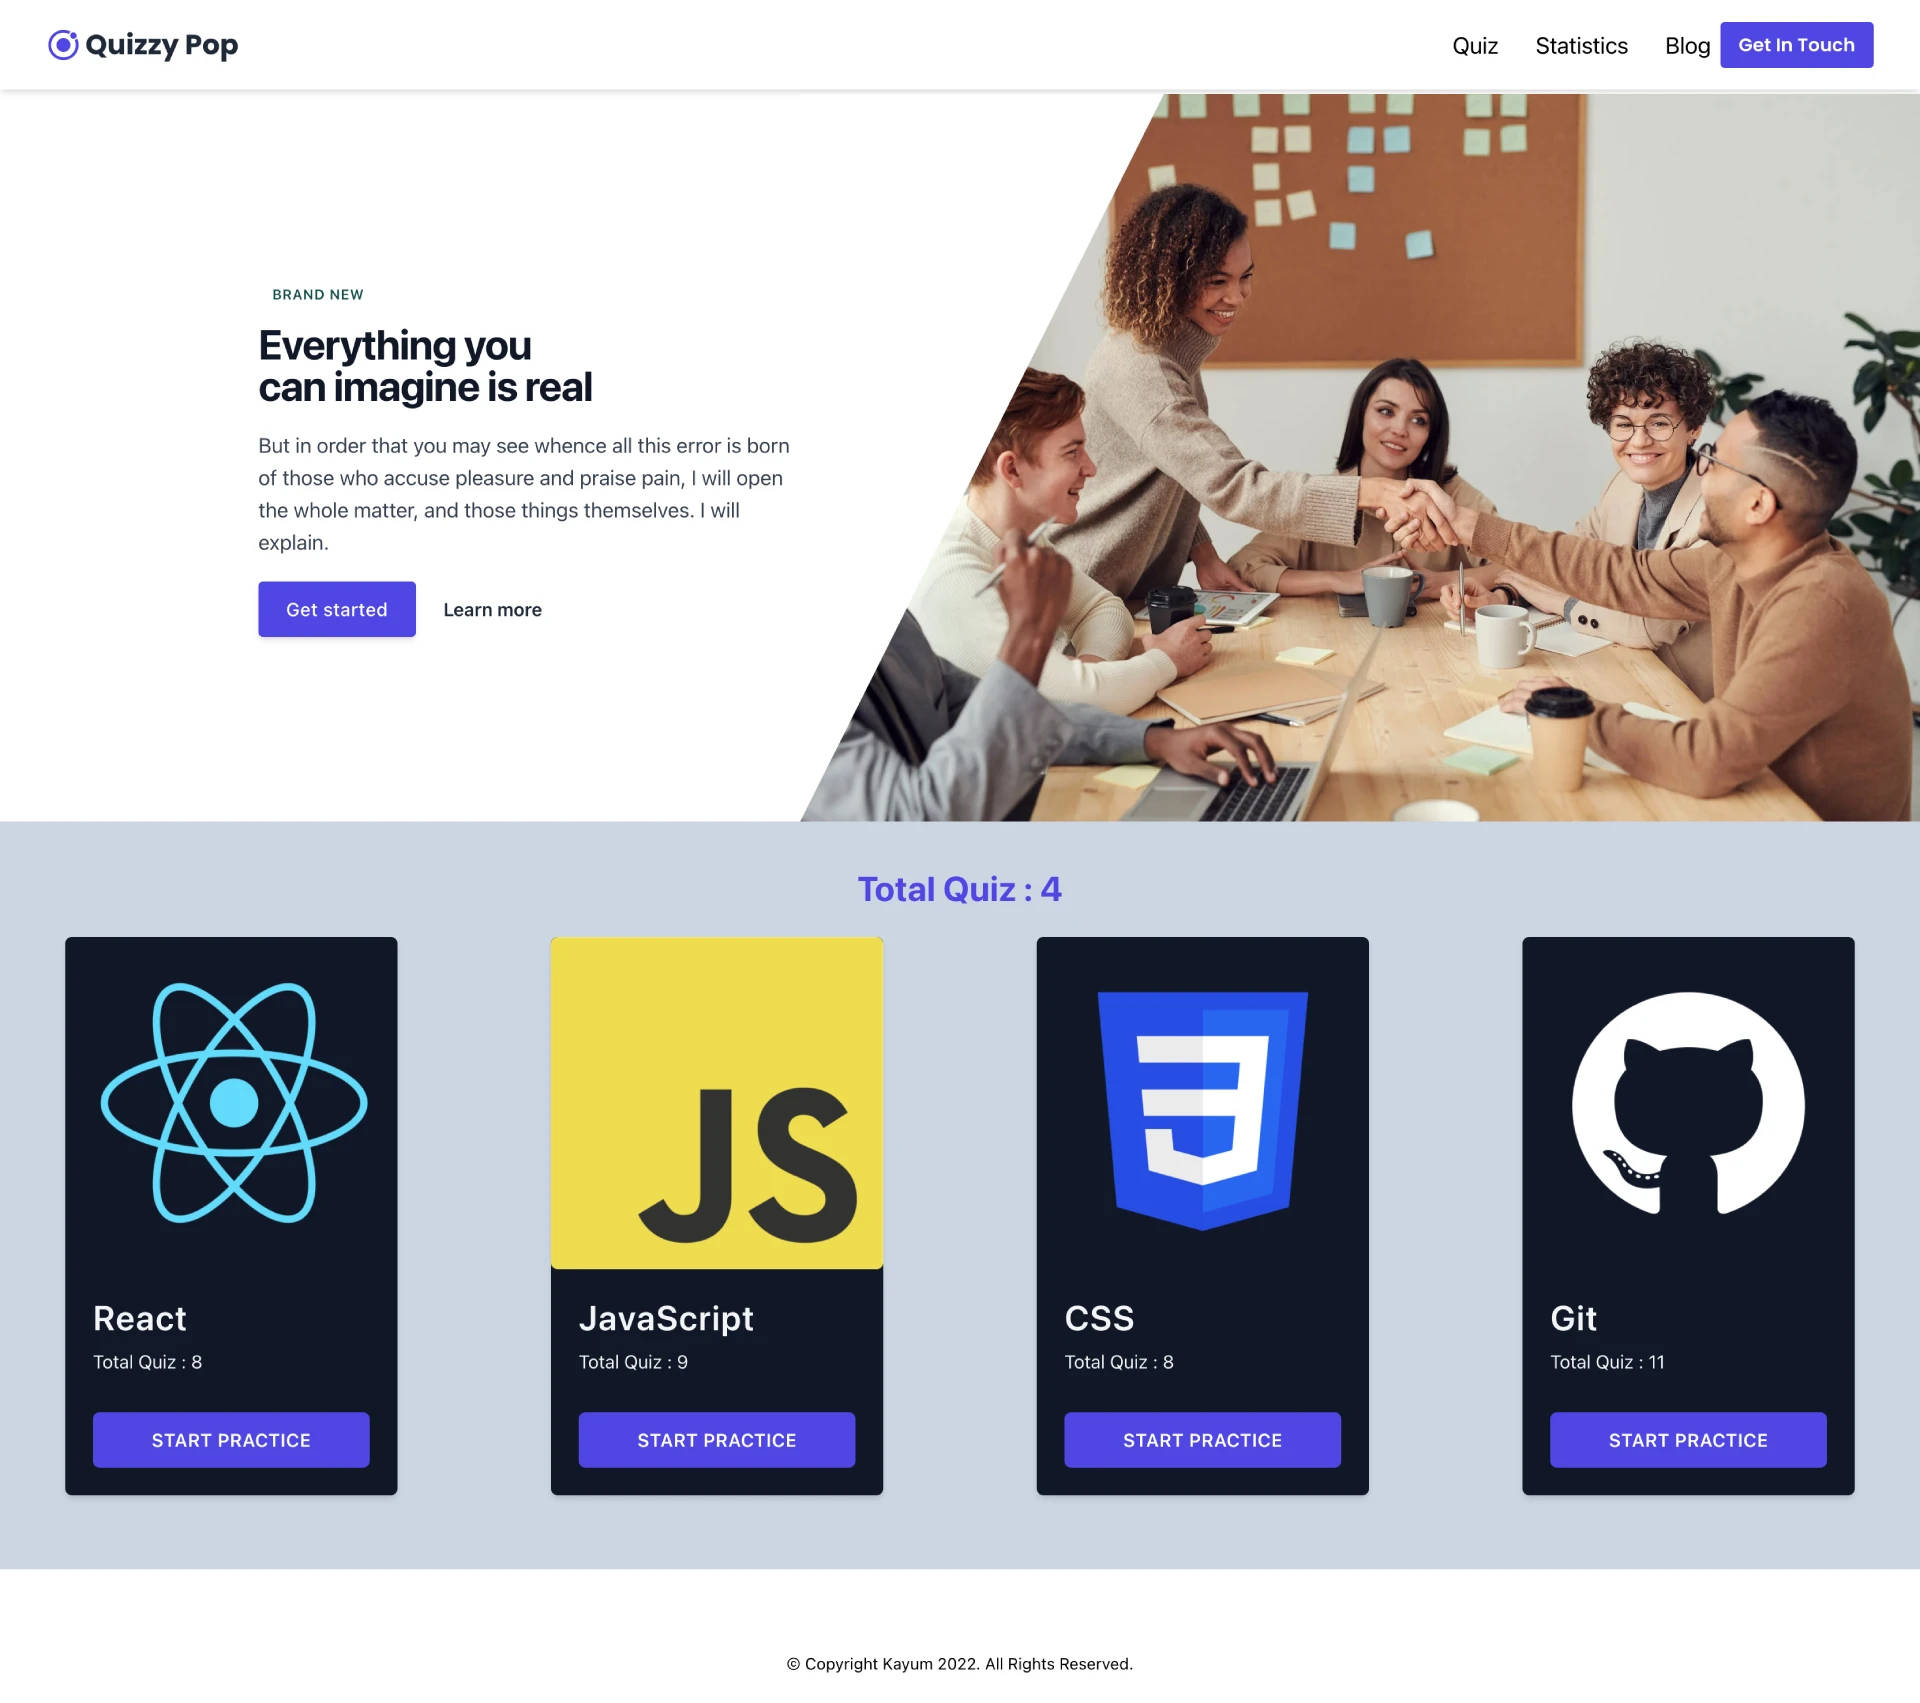 Quizzy Pop
Quiz Statistics Blog Get In Touch
BRAND NEW
Everything you
can imagine is real
But in order that you may see whence all this error is born
of those who accuse pleasure and praise pain, I will open
the whole matter, and those things themselves. I will
explain.
Get started Learn more
Total Quiz : 4
JS
React
Total Quiz : 8
START PRACTICE
JavaScript
Total Quiz : 9
START PRACTICE
CSS
Total Quiz : 8
START PRACTICE
Git
Total Quiz : 11
START PRACTICE
© Copyright Kayum 2022. All Rights Reserved.